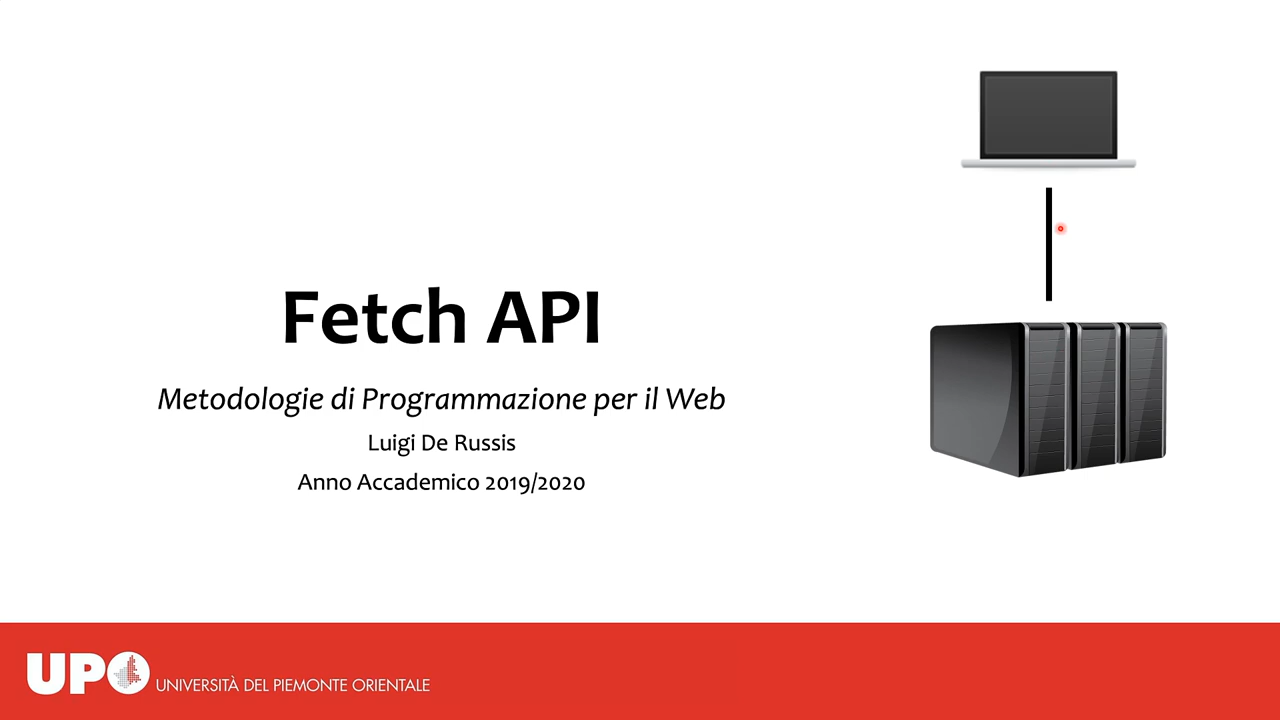 Fetch API
Metodologie di Programmazione per il Web
Luigi De Russis
Anno Accademico 2019/2020
UPO UNIVERSITÀ DEL PIEMONTE ORIENTALE